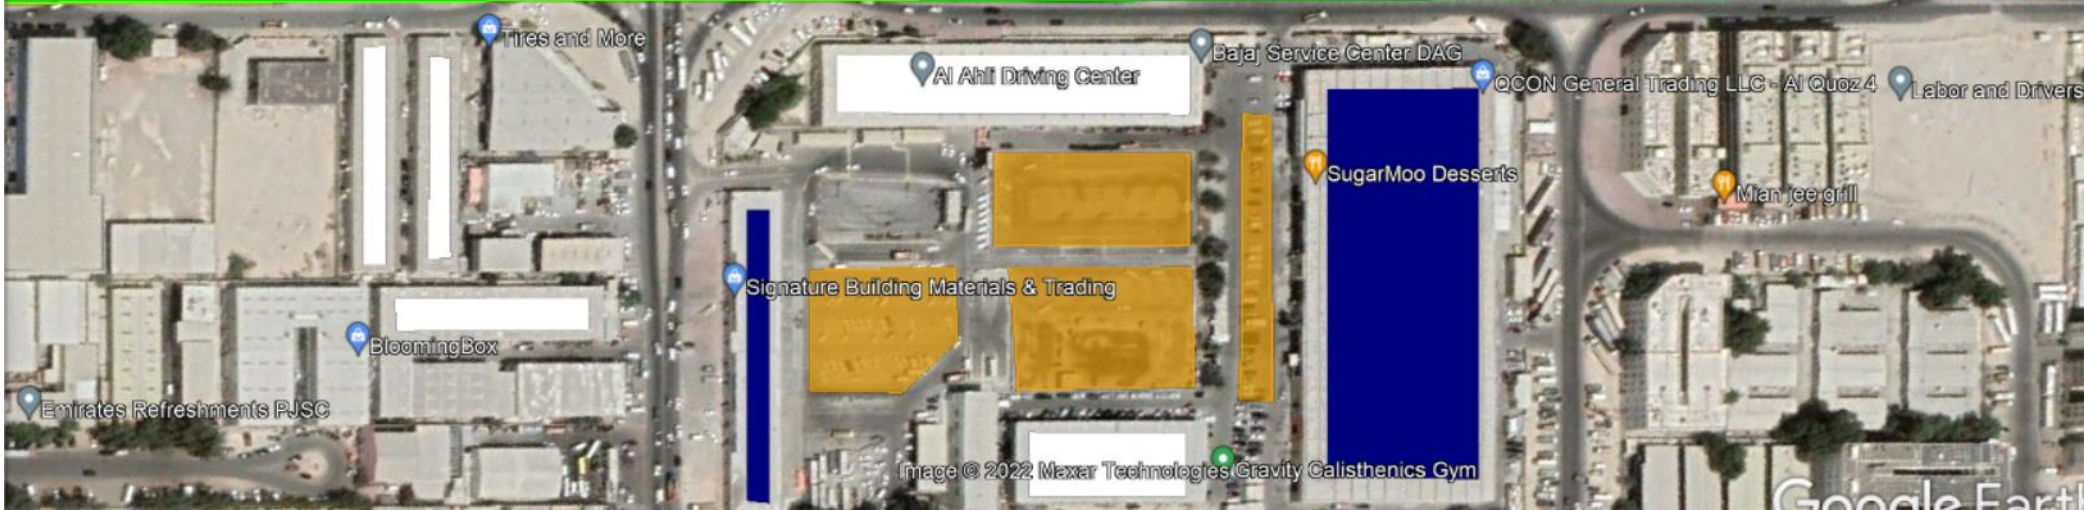 Tires and More
Al Ahli Driving Center
Bajaj Service Center DAG
QCON General Trading LLC - Al Quoz 4
Labor and Drivers
SugarMoo Desserts
Mian jee grill
Signature Building Materials & Trading
BloomingBox
Emirates Refreshments PJSC
Image © 2022 Maxar Technologies
Gravity Calisthenics Gym
Google Earth